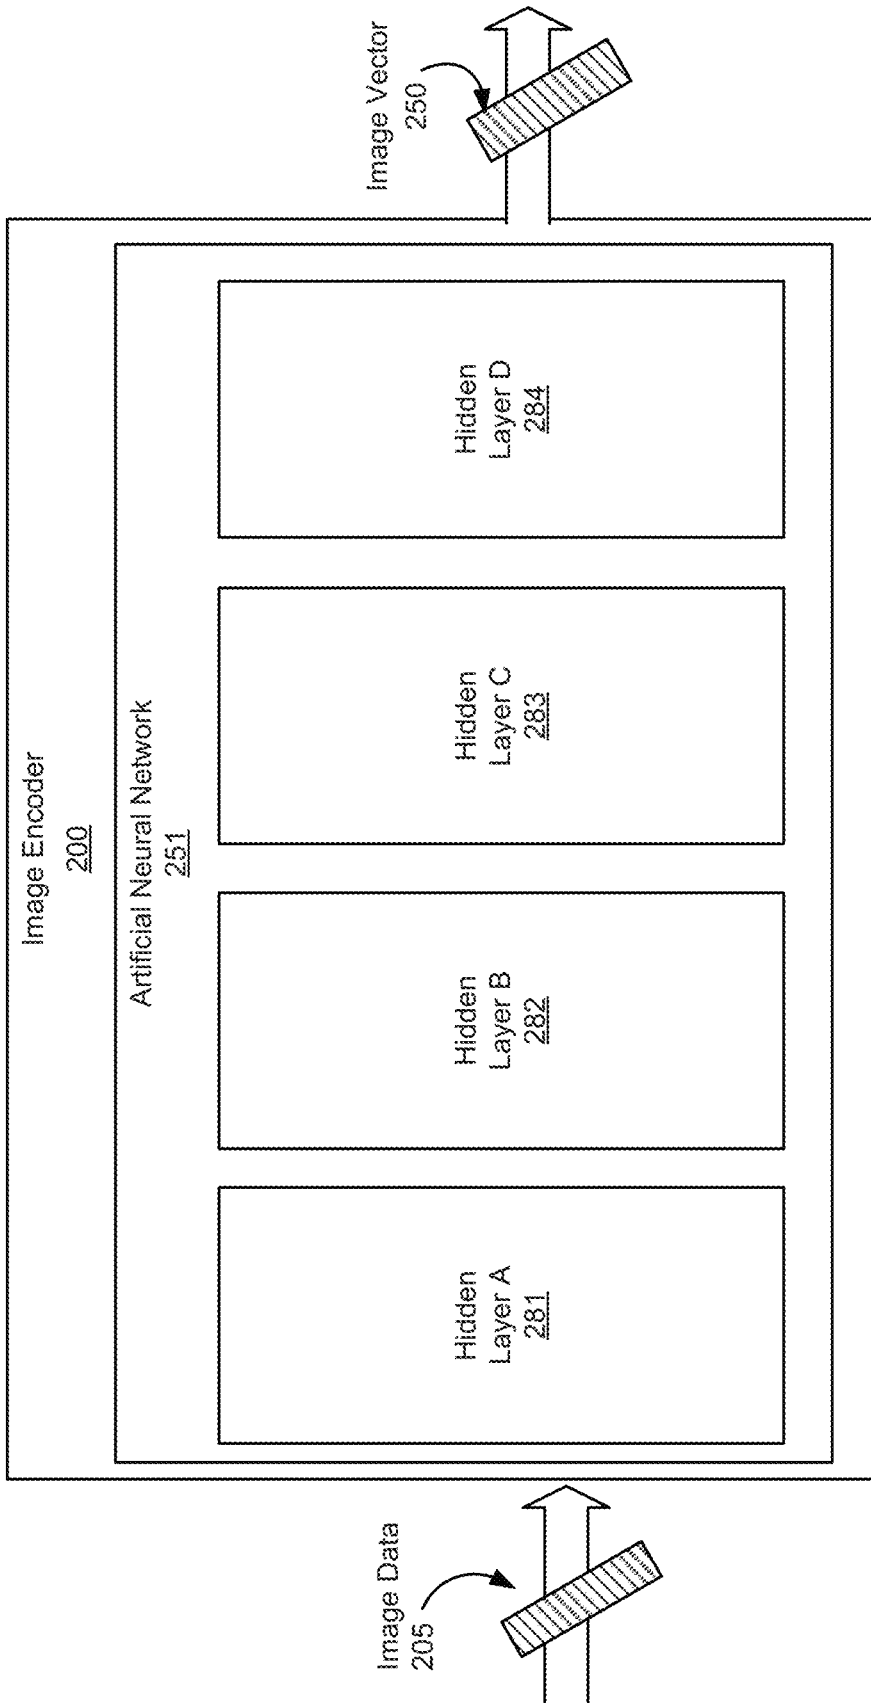 Image Encoder
200
Artificial Neural Network
251
Image Data
205
Hidden
Layer A
281
Hidden
Layer B
282
Hidden
Layer C
283
Hidden
Layer D
284
Image Vector
250